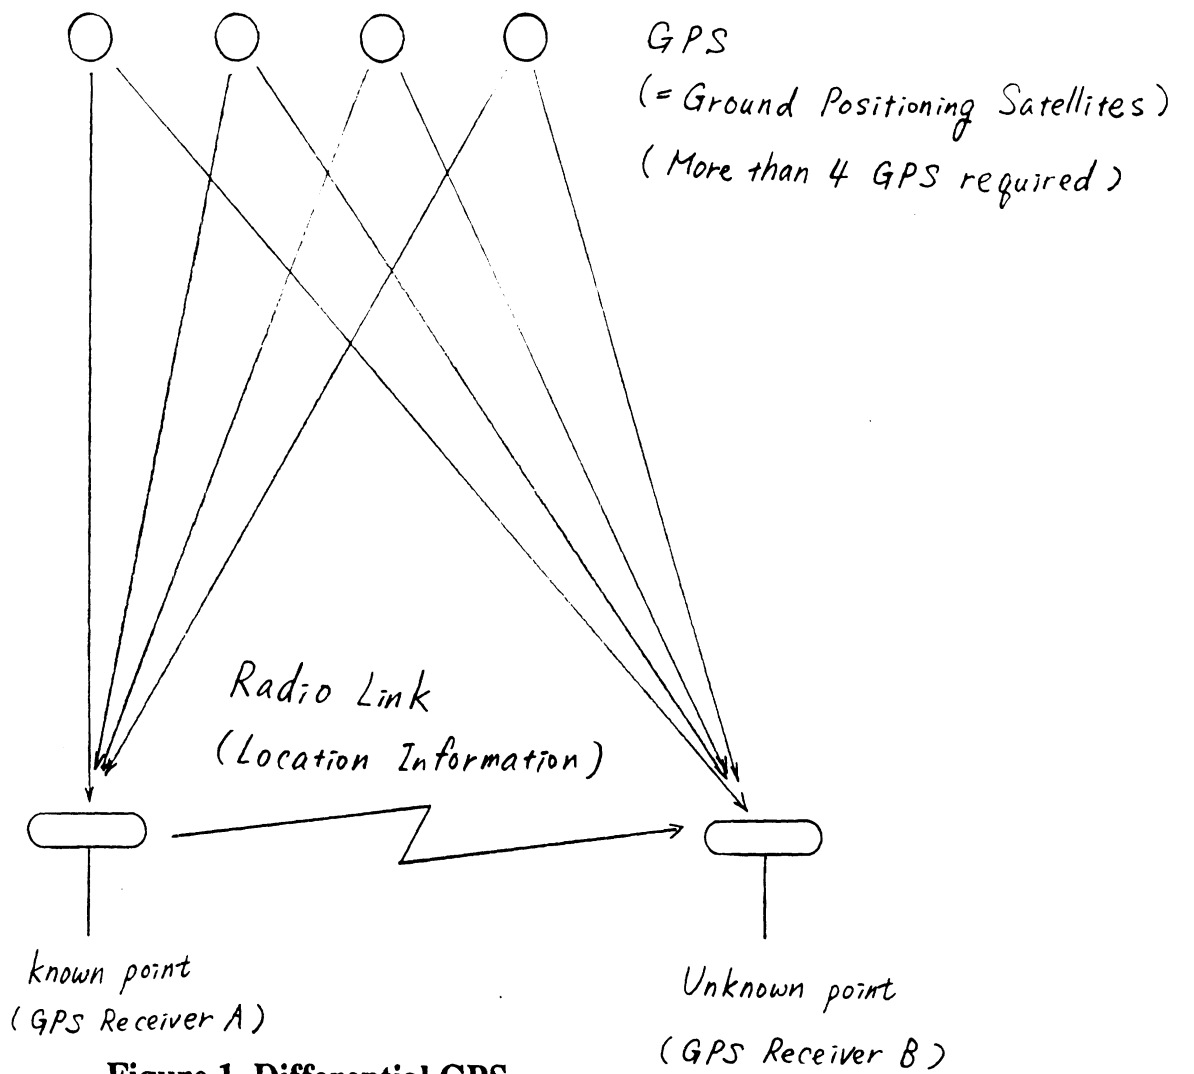 GPS
(= Ground Positioning Satellites)
(More than 4 GPS required)
Radio Link
(Location Information)
known point
(GPS Receiver A)
Unknown point
(GPS Receiver B)
Figure 1. Differential GPS